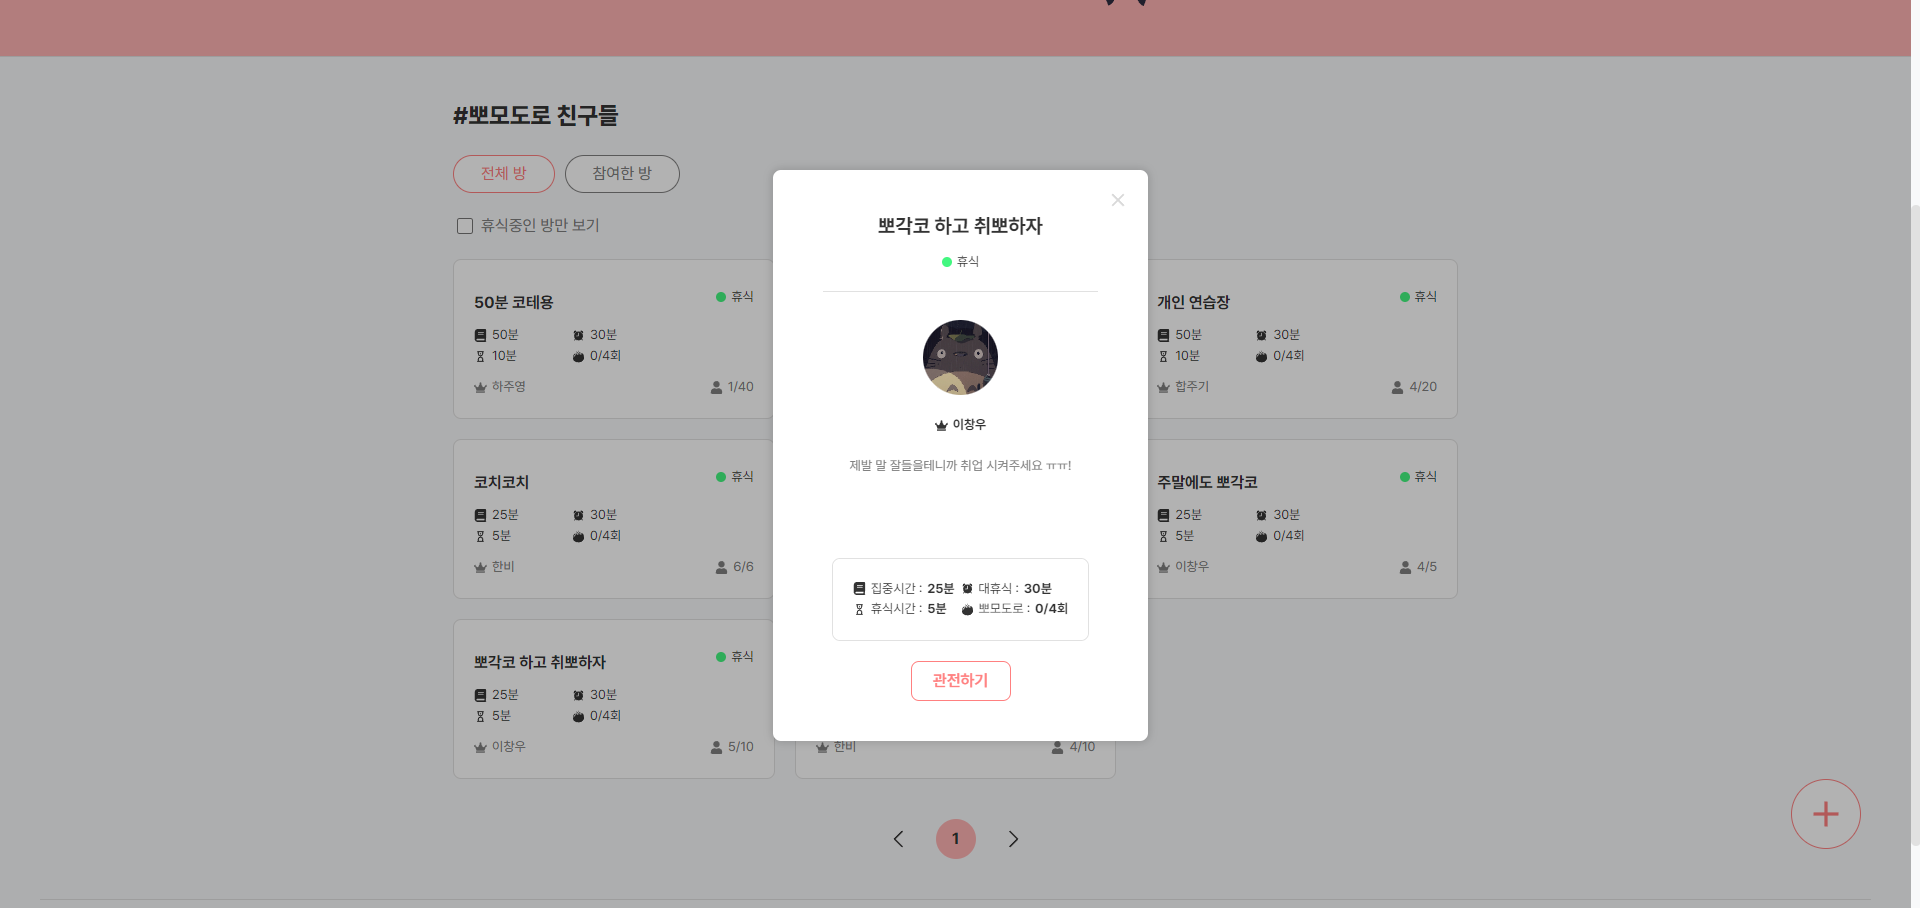 #뽀모도로 친구들
전체 방
참여한 방
휴식중인 방만 보기
50분 코테용
휴식
50분
30분
10분
0/4회
하주영
1/40
개인 연습장
휴식
50분
30분
10분
0/4회
합주기
4/20
코치코치
휴식
25분
30분
5분
0/4회
한비
6/6
주말에도 뽀각코
휴식
25분
30분
5분
0/4회
이창우
4/5
뽀각코 하고 취뽀하자
휴식
25분
30분
5분
0/4회
이창우
5/10
한비
4/10
뽀각코 하고 취뽀하자
휴식
이창우
제발 말 잘들을테니까 취업 시켜주세요 ㅠㅠ!
집중시간 : 25분 대휴식 : 30분
휴식시간 : 5분 뽀모도로 : 0/4회
관전하기
1